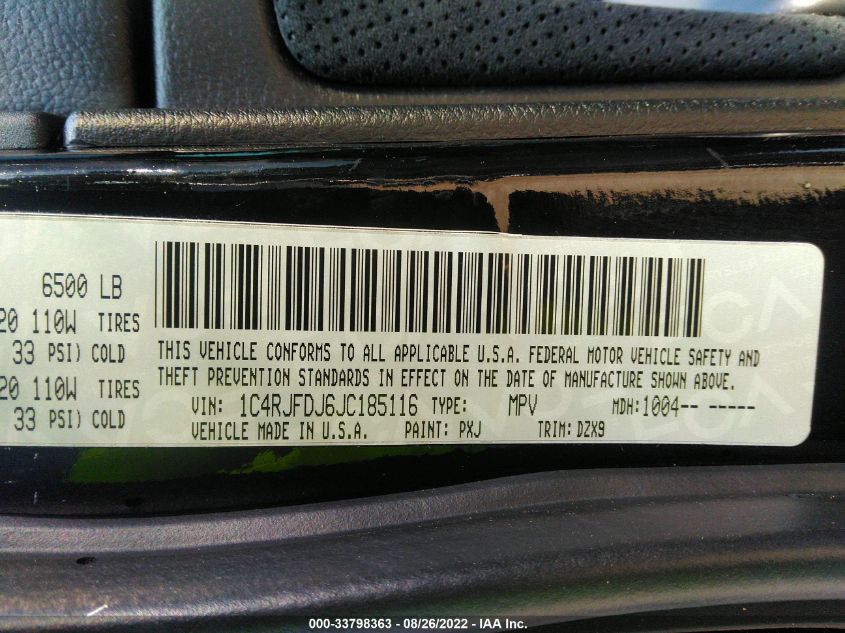 6500 LB
20 110W TIRES
33 PSI) COLD
20 110W TIRES
33 PSI) COLD
THIS VEHICLE CONFORMS TO ALL APPLICABLE U.S.A. FEDERAL MOTOR VEHICLE SAFETY AND
THEFT PREVENTION STANDARDS IN EFFECT ON THE DATE OF MANUFACTURE SHOWN ABOVE.
VIN: 1C4RJFDJ6JC185116 TYPE: MPV MDH:1004-- -----
VEHICLE MADE IN U.S.A. PAINT: PXJ TRIM: DZX9
000-33798363 - 08/26/2022 - IAA Inc.